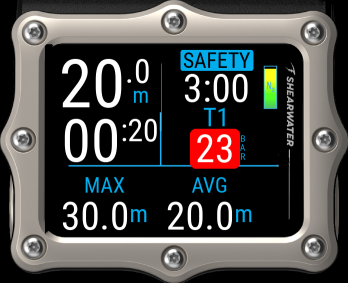 20.0 m
00:20
SAFETY
3:00
T1
23 BAR
N₂
SHEARWATER
MAX AVG
30.0m 20.0m